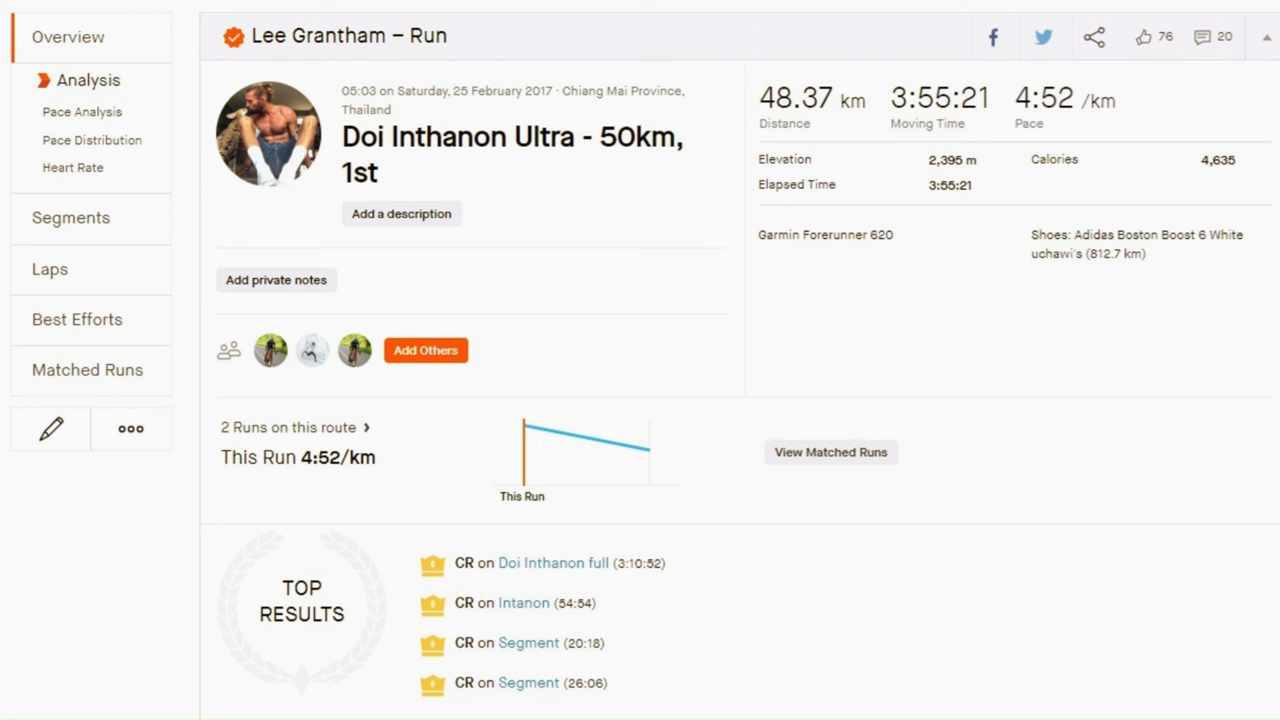 Overview
Analysis
Pace Analysis
Pace Distribution
Heart Rate
Segments
Laps
Best Efforts
Matched Runs
Lee Grantham – Run
76
20
05:03 on Saturday, 25 February 2017 · Chiang Mai Province,
Thailand
Doi Inthanon Ultra - 50km,
1st
Add a description
Add private notes
Add Others
48.37 km
Distance
3:55:21
Moving Time
4:52 /km
Pace
Elevation 2,395 m
Calories 4,635
Elapsed Time 3:55:21
Garmin Forerunner 620
Shoes: Adidas Boston Boost 6 White
uchawi's (812.7 km)
2 Runs on this route
This Run 4:52/km
This Run
View Matched Runs
TOP
RESULTS
CR on Doi Inthanon full (3:10:52)
CR on Intanon (54:54)
CR on Segment (20:18)
CR on Segment (26:06)